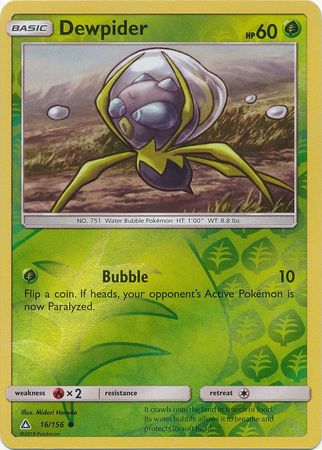 BASIC
Dewpider
HP 60
NO. 751 Water Bubble Pokémon HT: 1'00" WT: 8.8 lbs.
Bubble 10
Flip a coin. If heads, your opponent's Active Pokémon is
now Paralyzed.
weakness × 2 resistance retreat
Illus. Midori Harada
It crawls onto the land in search of food.
16/156
Its water bubble allows it to breathe and
©2018 Pokémon
protects its soft head.